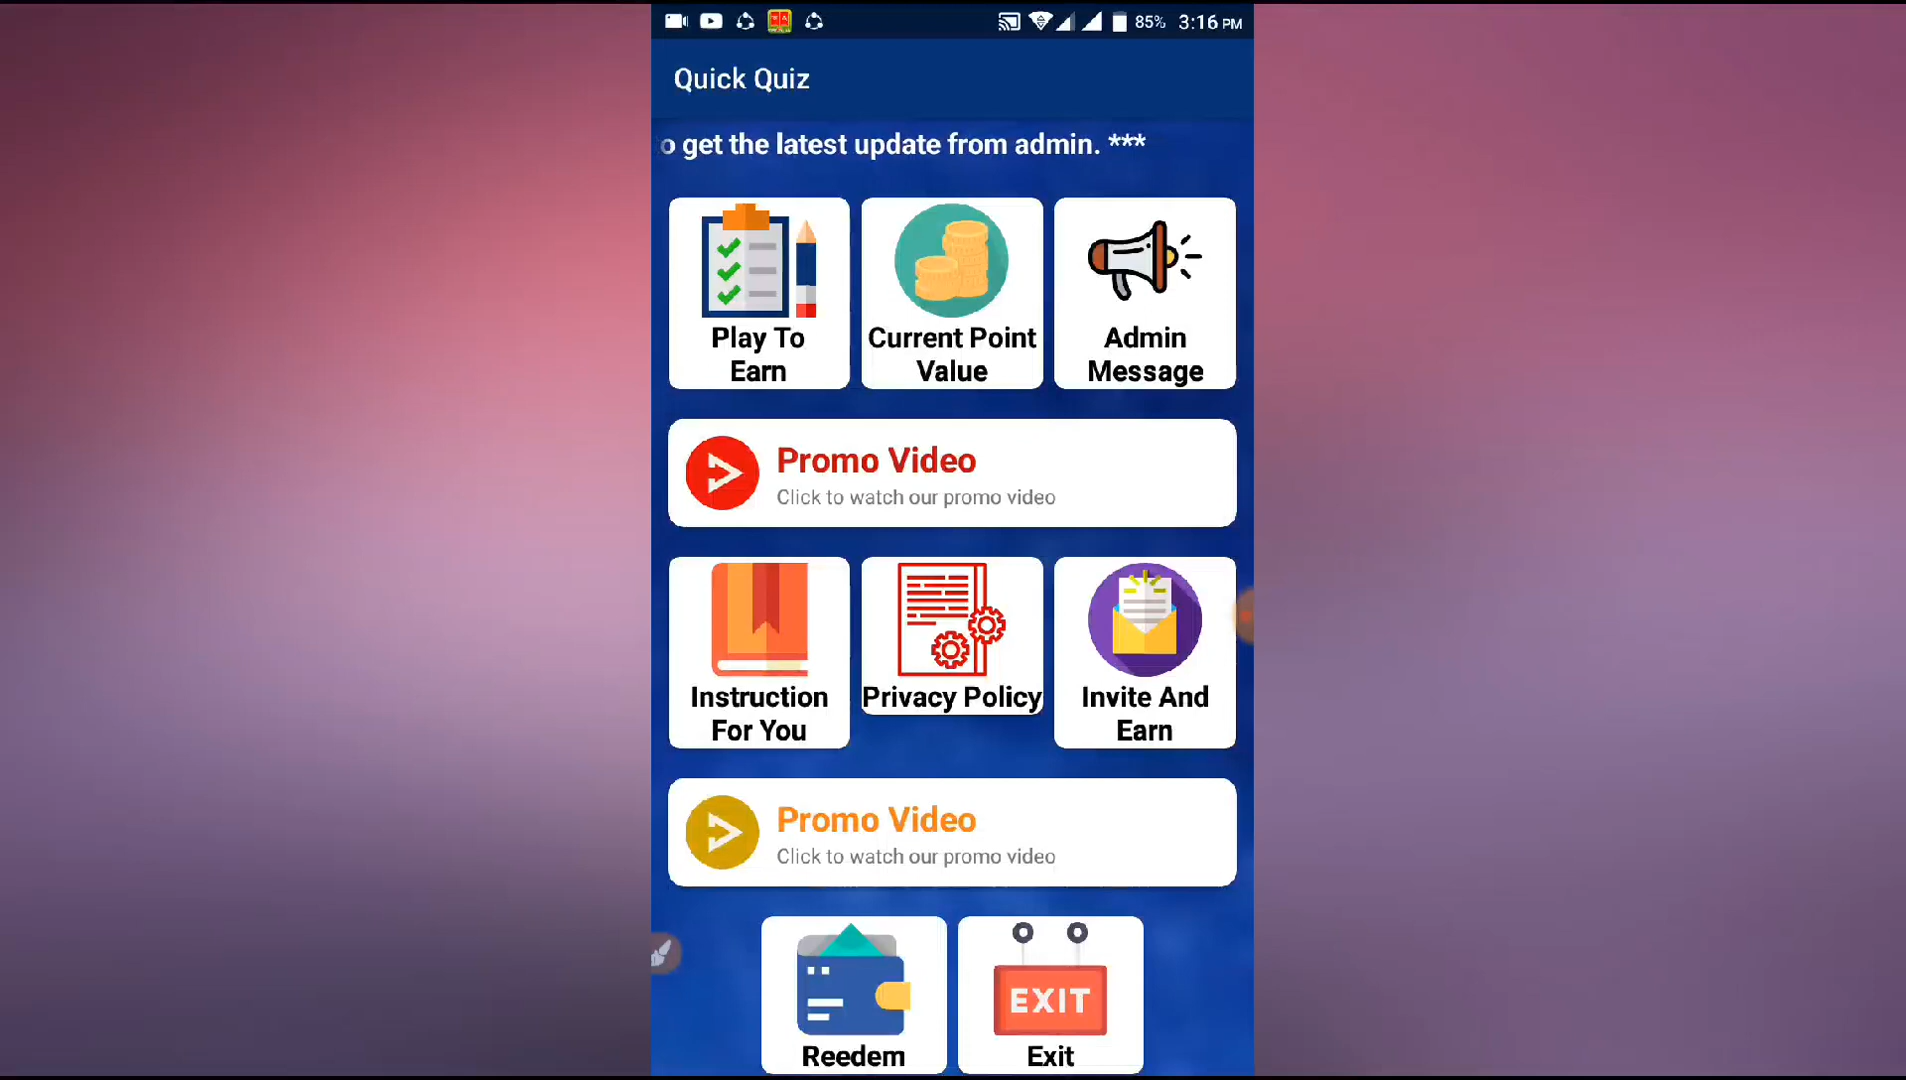 85% 3:16 PM
Quick Quiz
o get the latest update from admin. ***
Play To
Earn
Current Point
Value
Admin
Message
Promo Video
Click to watch our promo video
Instruction
For You
Privacy Policy
Invite And
Earn
Promo Video
Click to watch our promo video
Reedem
EXIT
Exit